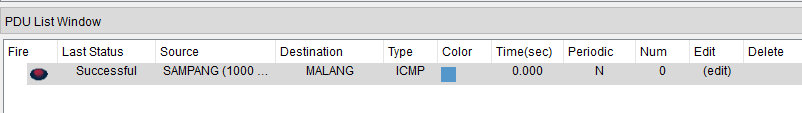 PDU List Window
Fire Last Status Source Destination Type Color Time(sec) Periodic Num Edit Delete
Successful SAMPANG (1000 ... MALANG ICMP 0.000 N 0 (edit)